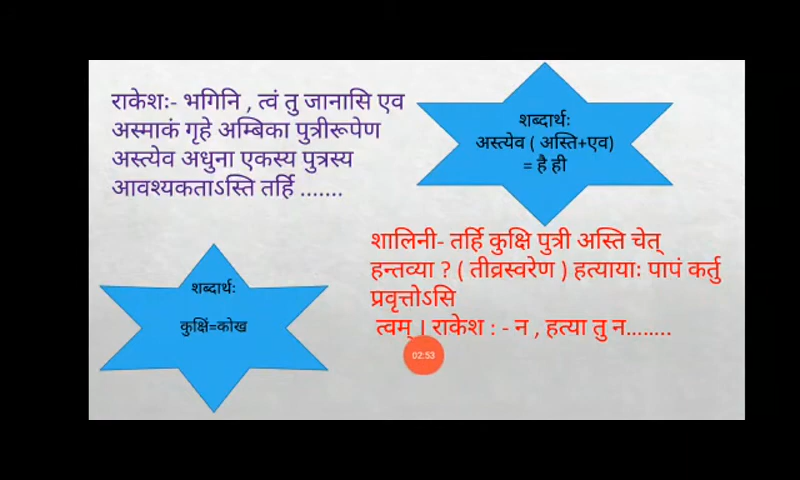 राकेशः- भगिनि , त्वं तु जानासि एव
अस्माकं गृहे अम्बिका पुत्रीरूपेण
अस्त्येव अधुना एकस्य पुत्रस्य
आवश्यकताऽस्ति तर्हि .......
शब्दार्थः
अस्त्येव ( अस्ति+एव)
= है ही
शालिनी- तर्हि कुक्षि पुत्री अस्ति चेत्
हन्तव्या ? ( तीव्रस्वरेण ) हत्यायाः पापं कर्तु
प्रवृत्तोऽसि
त्वम् । राकेश : - न , हत्या तु न........
शब्दार्थः
कुक्षिं=कोख
02:53